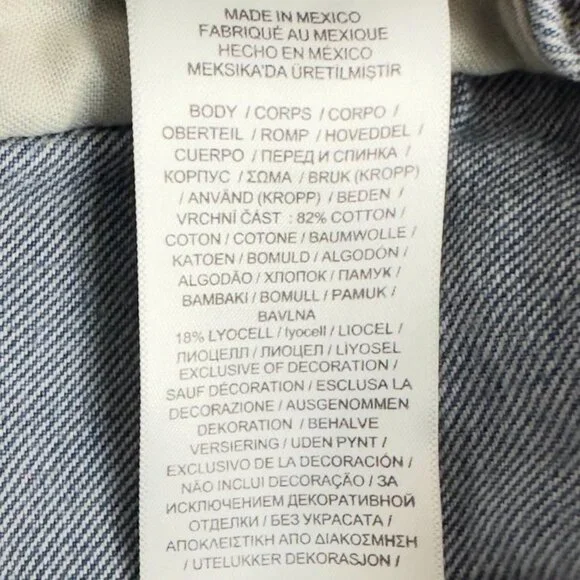 MADE IN MEXICO
FABRIQUÉ AU MEXIQUE
HECHO EN MÉXICO
MEKSIKA'DA ÜRETİLMİŞTİR
BODY / CORPS / CORPO /
OBERTEIL / ROMP / HOVEDDEL /
CUERPO / ПЕРЕД И СПИНКА /
КОРПУС / ΣΩΜΑ / BRUK (KROPP)
/ ANVÄND (KROPP) / BEDEN /
VRCHNÍ ČÁST : 82% COTTON /
COTON / COTONE / BAUMWOLLE /
KATOEN / BOMULD / ALGODÓN /
ALGODÃO / ХЛОПОК / ПАМУК /
BAMBAKI / BOMULL / PAMUK /
BAVLNA
18% LYOCELL / lyocell / LIOCEL /
ЛИОЦЕЛЛ / ЛИОЦЕЛ / LİYOSEL
EXCLUSIVE OF DECORATION /
SAUF DÉCORATION / ESCLUSA LA
DECORAZIONE / AUSGENOMMEN
DEKORATION / BEHALVE
VERSIERING / UDEN PYNT /
EXCLUSIVO DE LA DECORACIÓN /
NÃO INCLUI DECORAÇÃO / ЗА
ИСКЛЮЧЕНИЕМ ДЕКОРАТИВНОЙ
ОТДЕЛКИ / БЕЗ УКРАСАТА /
ΑΠΟΚΛΕΙΣΤΙΚΗ ΑΠΟ ΔΙΑΚΟΣΜΗΣΗ
/ UTELUKKER DEKORASJON /